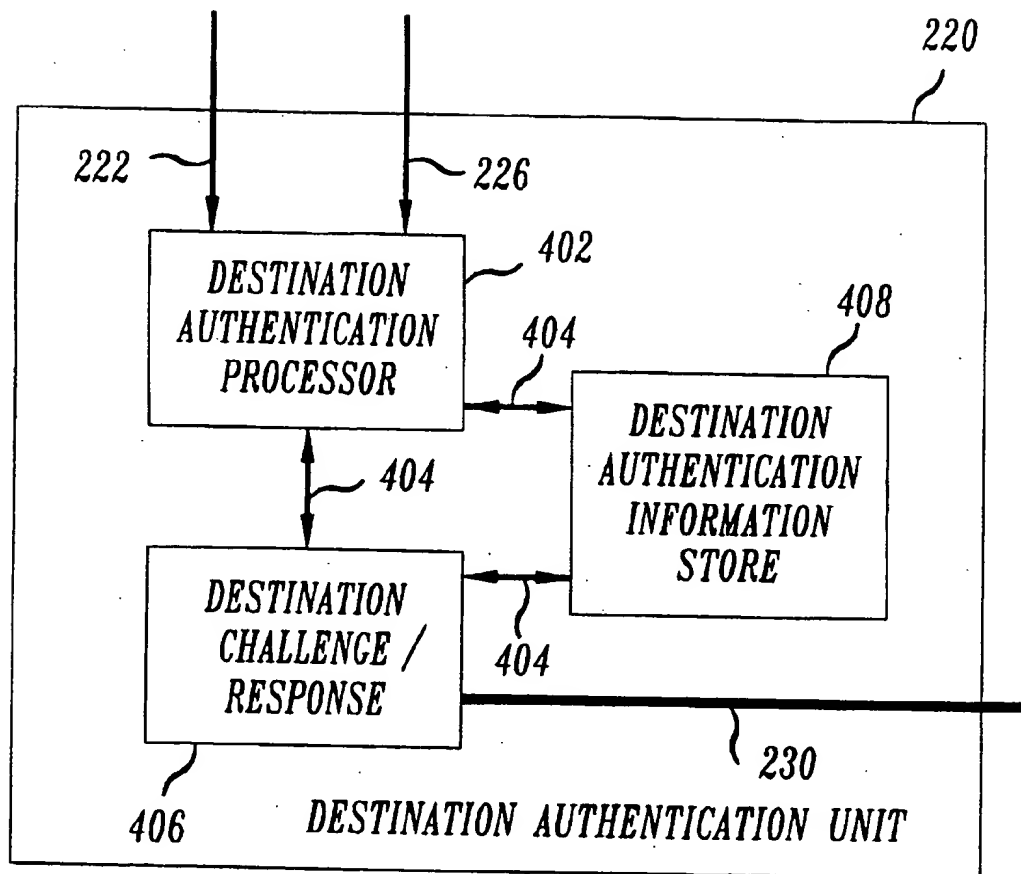 220
222
226
DESTINATION
AUTHENTICATION
PROCESSOR
402
404
408
DESTINATION
AUTHENTICATION
INFORMATION
STORE
404
DESTINATION
CHALLENGE /
RESPONSE
404
230
406
DESTINATION AUTHENTICATION UNIT